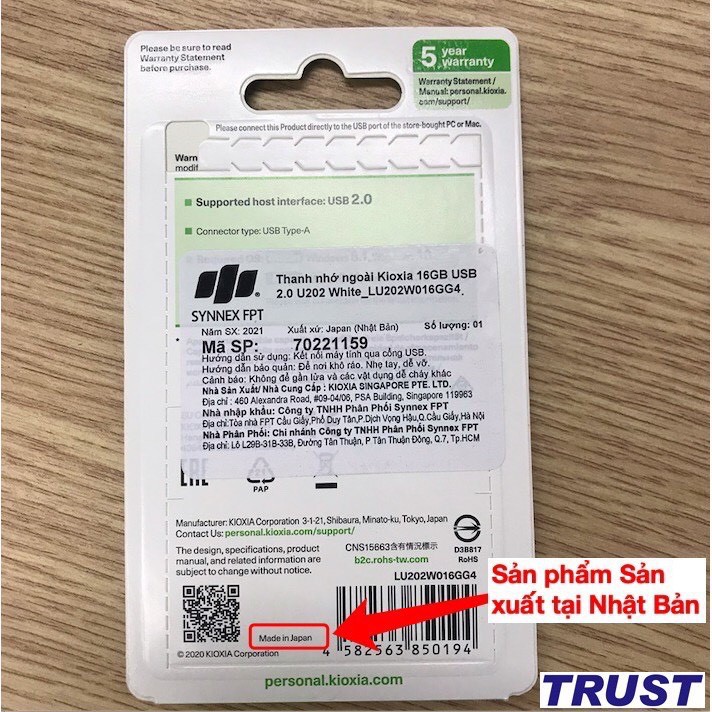 Please be sure to read
Warranty Statement
before purchase.
5 year
warranty
Warranty Statement /
Manual: personal.kioxia.
com/support/
Please connect this Product directly to the USB port of the store-bought PC or Mac.
Warn
modif
Supported host interface: USB 2.0
Connector type: USB Type-A
SYNNEX FPT
Thanh nhớ ngoài Kioxia 16GB USB
2.0 U202 White_LU202W016GG4.
Năm SX: 2021 Xuất xứ: Japan (Nhật Bản) Số lượng: 01
Mã SP: 70221159
Hướng dẫn sử dụng: Kết nối máy tính qua cổng USB.
Hướng dẫn bảo quản: Để nơi khô ráo. Nhẹ tay, dễ vỡ.
Cảnh báo: Không để gần lửa và các vật dụng dễ cháy khác
Nhà Sản Xuất/ Nhà Cung Cấp : KIOXIA SINGAPORE PTE. LTD.
Địa chỉ : 460 Alexandra Road, #09-04/06, PSA Building, Singapore 119963
Nhà nhập khẩu: Công ty TNHH Phân Phối Synnex FPT
Địa chỉ:Tòa nhà FPT Cầu Giấy,Phố Duy Tân,P.Dịch Vọng Hậu,Q.Cầu Giấy,Hà Nội
Nhà Phân Phối: Chi nhánh Công ty TNHH Phân Phối Synnex FPT
Địa chỉ: Lô L29B-31B-33B, Đường Tân Thuận, P Tân Thuận Đông, Q.7, Tp.HCM
PAP
Manufacturer: KIOXIA Corporation 3-1-21, Shibaura, Minato-ku, Tokyo, Japan
Contact Us: personal.kioxia.com/support/
The design, specifications, product
manual, and related information are
subject to change without notice.
CNS15663含有情況標示
b2c.rohs-tw.com
D3B817
RoHS
LU202W016GG4
Sản phẩm Sản
xuất tại Nhật Bản
Made in Japan
© 2020 KIOXIA Corporation
4 582563 850194
personal.kioxia.com
TRUST